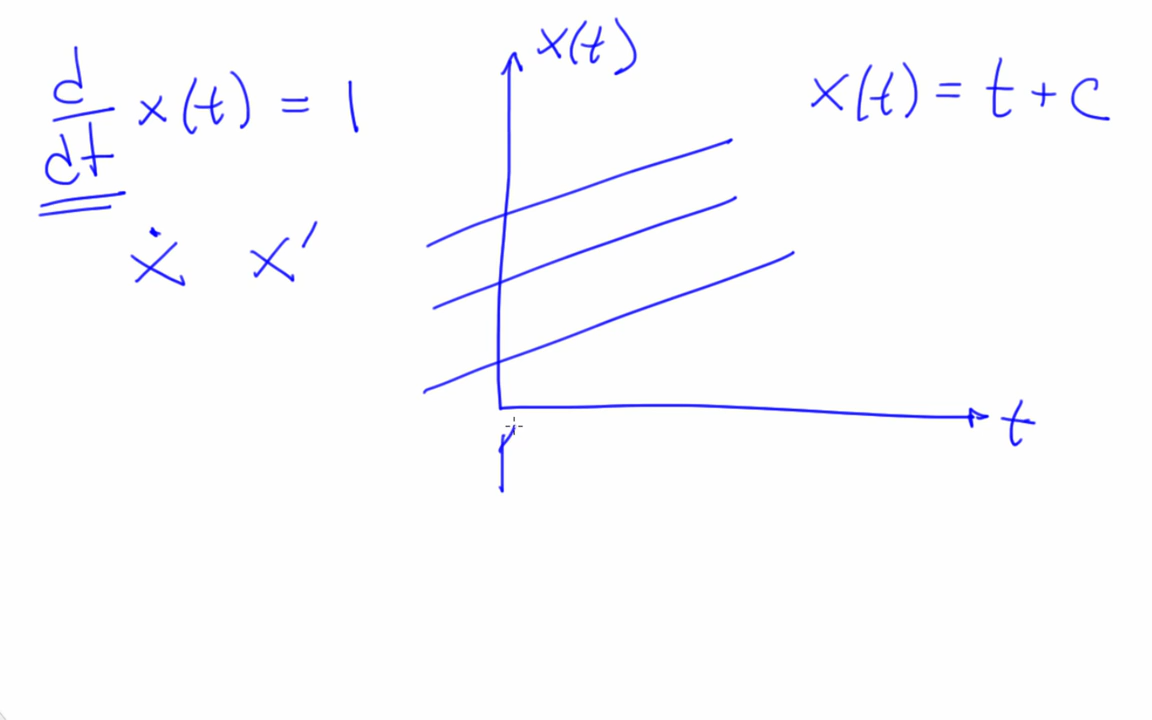 d/dt x(t) = 1
ẋ x′
x(t)
t
x(t) = t + c